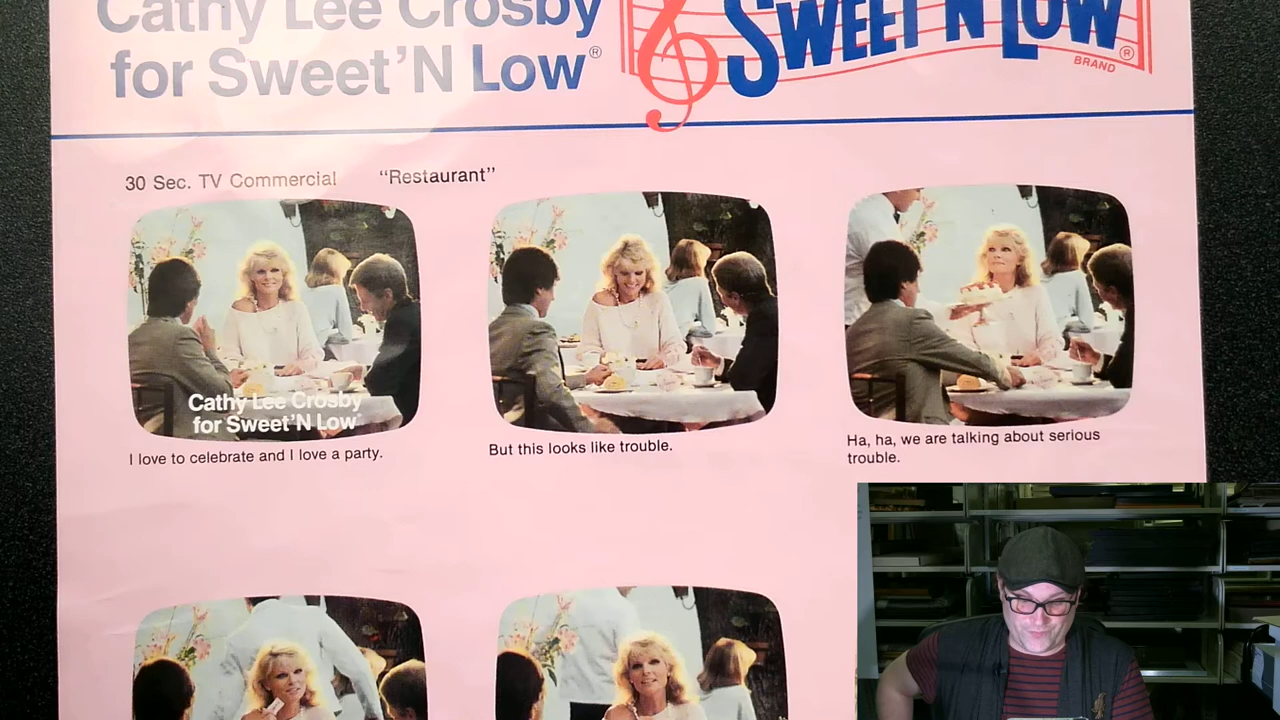 Cathy Lee Crosby
for Sweet'N Low®
SWEET'N LOW®
BRAND
30 Sec. TV Commercial "Restaurant"
Cathy Lee Crosby
for Sweet'N Low
I love to celebrate and I love a party.
But this looks like trouble.
Ha, ha, we are talking about serious
trouble.